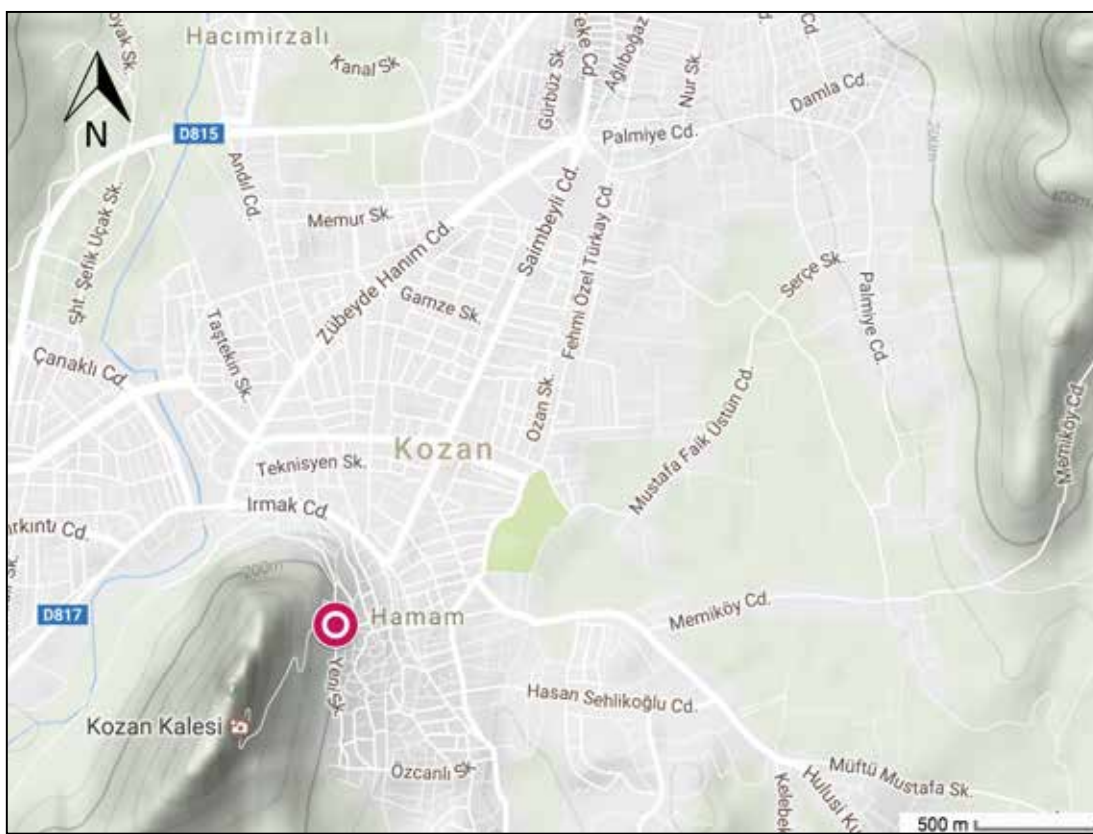 Hacımirzalı
Kanal Sk
Gürbüz Sk.
Ağlıboğaz
Nur Sk.
Cd.
Damla Cd.
Palmiye Cd.
N
D815
Andıl Cd.
Memur Sk.
Zübeyde Hanım Cd.
Saimbeyli Cd.
Fehmi Özel Türkay Cd.
Gamze Sk.
Serçe Sk.
Palmiye Cd.
Şht. Şefik Uçak Sk.
Taştekin Sk.
Çanaklı Cd.
Ozan Sk.
Kozan
Mustafa Faik Üstün Cd.
Memiköy Cd.
Teknisyen Sk.
Irmak Cd.
Cd.
200m
D817
Hamam
Memiköy Cd.
Yeni Sk.
Hasan Sehlikoğlu Cd.
Kozan Kalesi
Özcanlı Sk
Müftü Mustafa Sk.
500 m